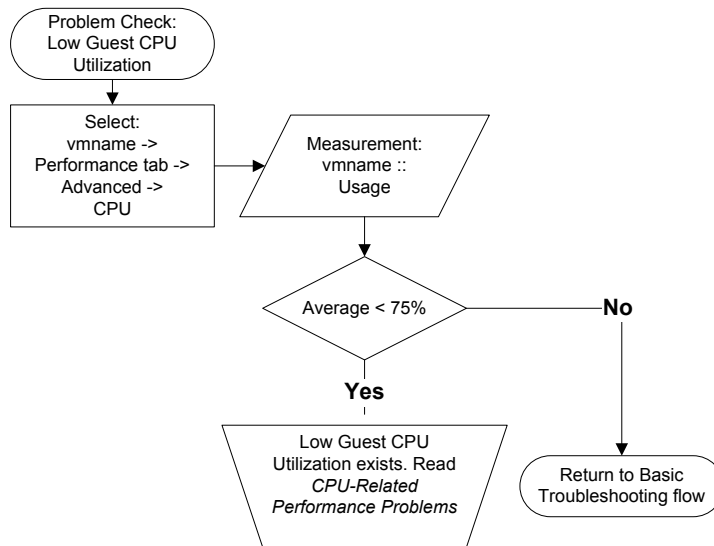 Problem Check:
Low Guest CPU
Utilization
Select:
vmname ->
Performance tab ->
Advanced ->
CPU
Measurement:
vmname ::
Usage
Average < 75%
No
Yes
Low Guest CPU
Utilization exists. Read
CPU-Related
Performance Problems
Return to Basic
Troubleshooting flow